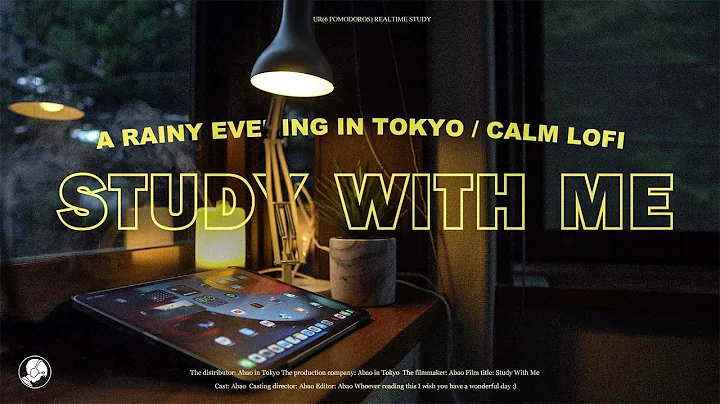 UR(6 POMODOROS) REALTIME STUDY
A RAINY EVENING IN TOKYO / CALM LOFI
STUDY WITH ME
The distributor: Abao in Tokyo The production company: Abao in Tokyo The filmmaker: Abao Film title: Study With Me
Cast: Abao Casting director: Abao Editor: Abao Whoever reading this I wish you have a wonderful day :)